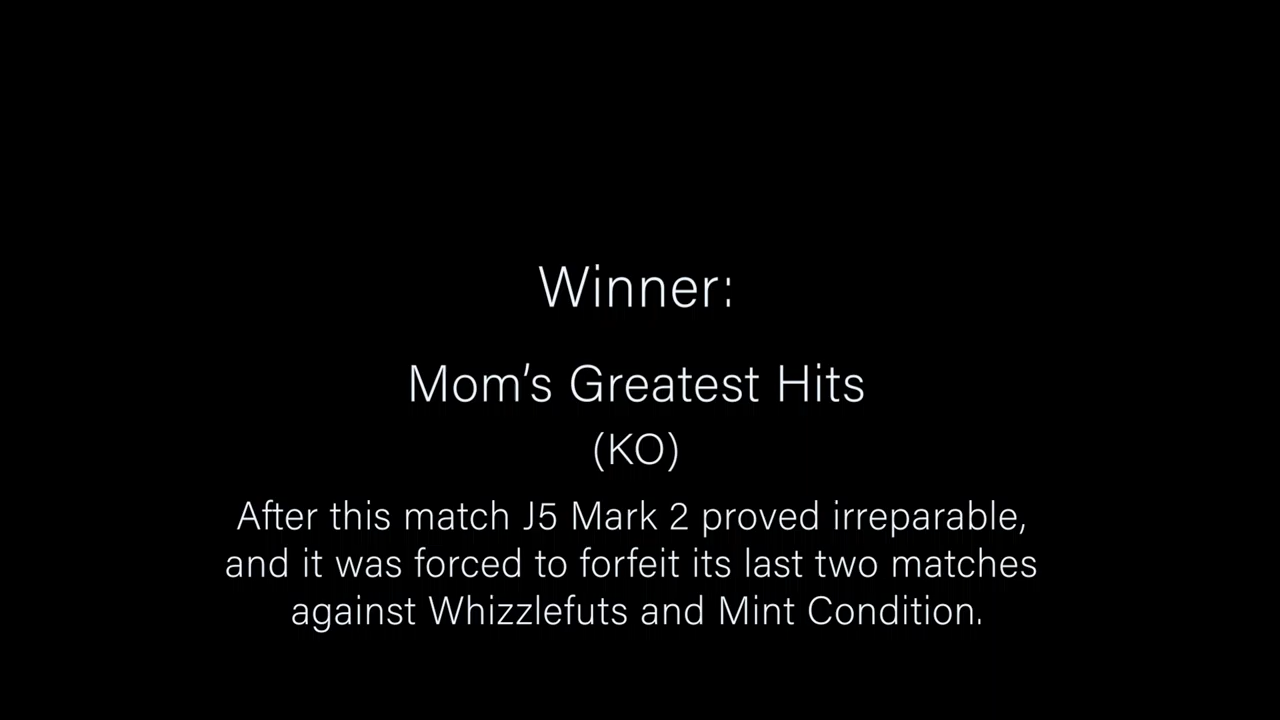 Winner:
Mom's Greatest Hits
(KO)
After this match J5 Mark 2 proved irreparable,
and it was forced to forfeit its last two matches
against Whizzlefuts and Mint Condition.